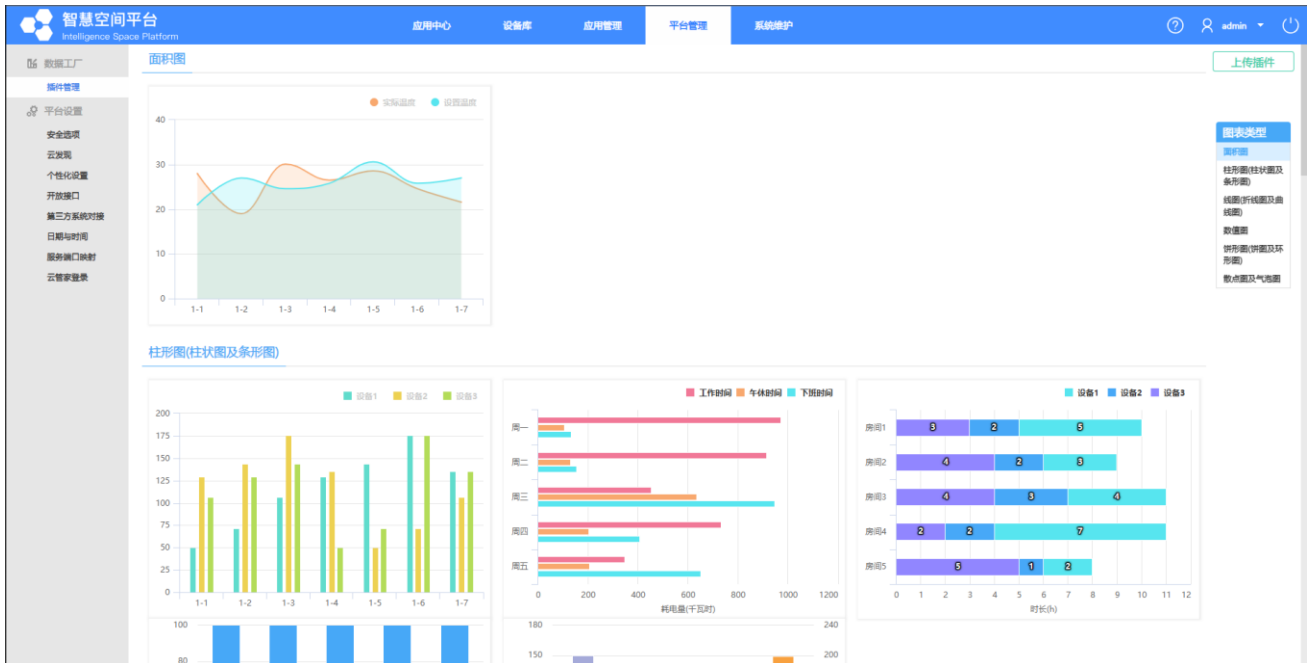 智慧空间平台
Intelligence Space Platform
应用中心
设备库
应用管理
平台管理
系统维护
admin
数据工厂
插件管理
平台设置
安全选项
云发现
个性化设置
开放接口
第三方系统对接
日期与时间
服务端口映射
云管家登录
面积图
上传插件
实际温度 设置温度
40
30
20
10
0
1-1 1-2 1-3 1-4 1-5 1-6 1-7
图表类型
面积图
柱形图(柱状图及
条形图)
线图(折线图及曲
线图)
数值图
饼形图(饼图及环
形图)
散点图及气泡图
柱形图(柱状图及条形图)
设备1 设备2 设备3
200
175
150
125
100
75
50
25
0
1-1 1-2 1-3 1-4 1-5 1-6 1-7
工作时间 午休时间 下班时间
周一
周二
周三
周四
周五
0 200 400 600 800 1000 1200
耗电量(千瓦时)
设备1 设备2 设备3
房间1 3 2 5
房间2 4 2 3
房间3 4 3 4
房间4 2 2 7
房间5 5 1 2
0 1 2 3 4 5 6 7 8 9 10 11 12
时长(h)
100
80
180 240
150 200